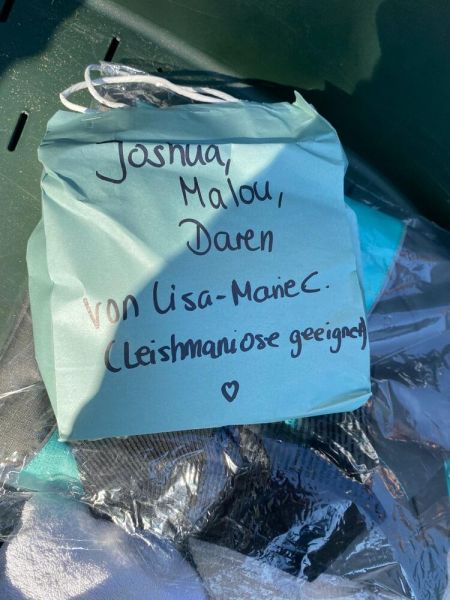 Joshua,
Malou,
Daren
von Lisa-Marie C.
(Leishmaniose geeignet)
♡